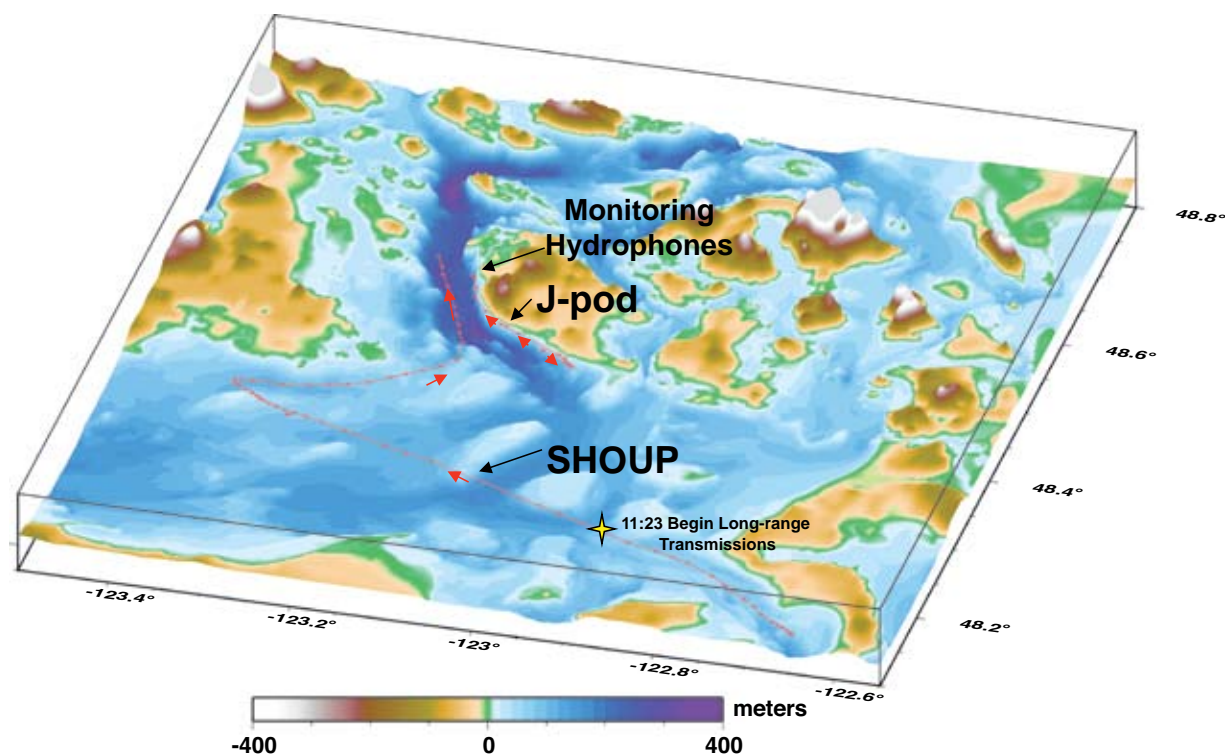 Monitoring
Hydrophones
J-pod
SHOUP
11:23 Begin Long-range
Transmissions
48.8°
48.6°
48.4°
48.2°
-123.4°
-123.2°
-123°
-122.8°
-122.6°
meters
-400 0 400